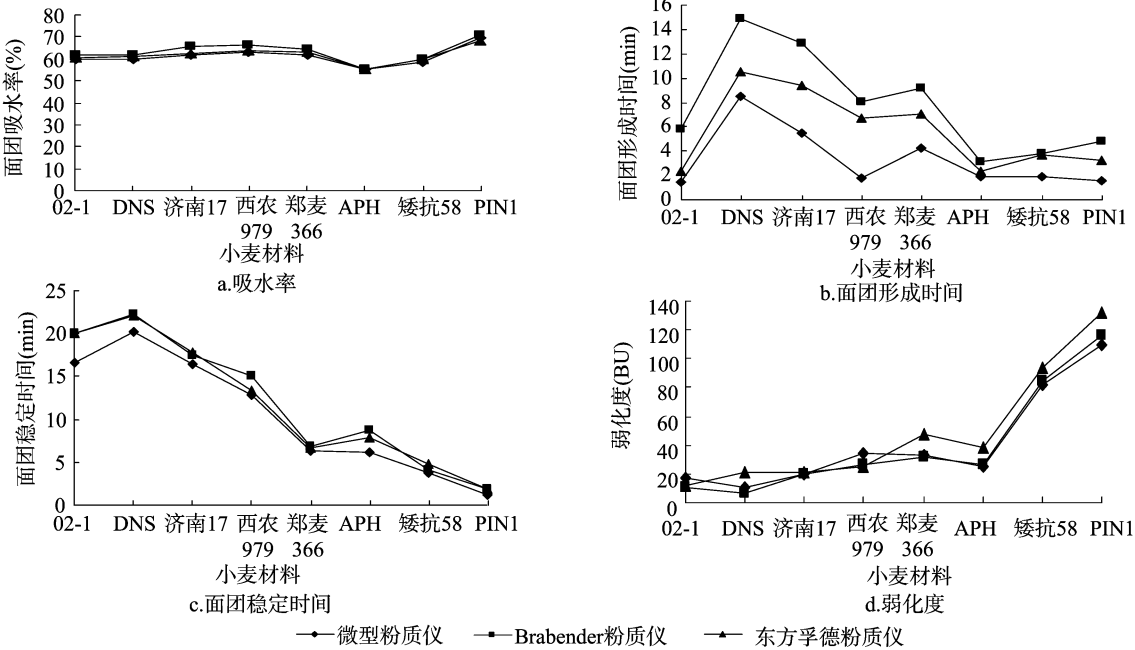 80
70
60
50
40
30
20
10
0
面团吸水率(%)
02-1 DNS 济南17 西农 郑麦 APH 矮抗58 PIN1
979 366
小麦材料
a.吸水率
16
14
12
10
8
6
4
2
0
面团形成时间(min)
02-1 DNS 济南17 西农 郑麦 APH 矮抗58 PIN1
979 366
小麦材料
b.面团形成时间
25
20
15
10
5
0
面团稳定时间(min)
02-1 DNS 济南17 西农 郑麦 APH 矮抗58 PIN1
979 366
小麦材料
c.面团稳定时间
140
120
100
80
60
40
20
0
弱化度(BU)
02-1 DNS 济南17 西农 郑麦 APH 矮抗58 PIN1
979 366
小麦材料
d.弱化度
微型粉质仪 Brabender粉质仪 东方孚德粉质仪